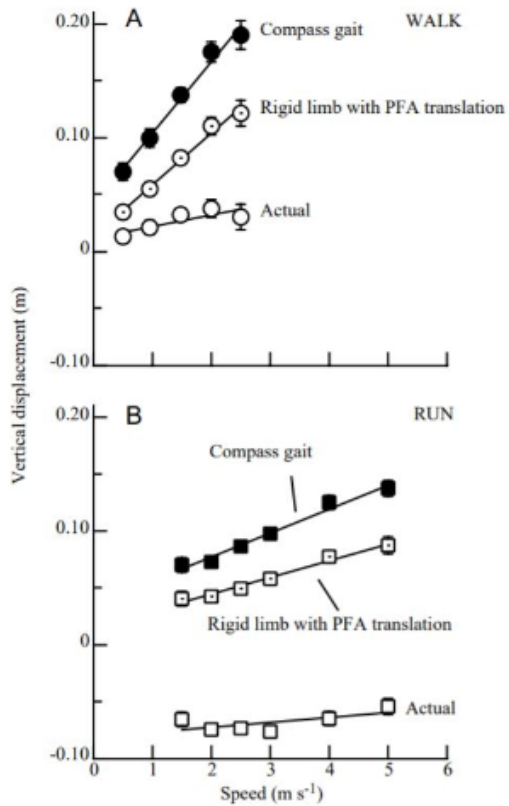 0.20
A
WALK
Compass gait
Rigid limb with PFA translation
0.10
Actual
0
-0.10
Vertical displacement (m)
0.20
B
RUN
Compass gait
0.10
Rigid limb with PFA translation
0
Actual
-0.10
0 1 2 3 4 5 6
Speed (m s⁻¹)